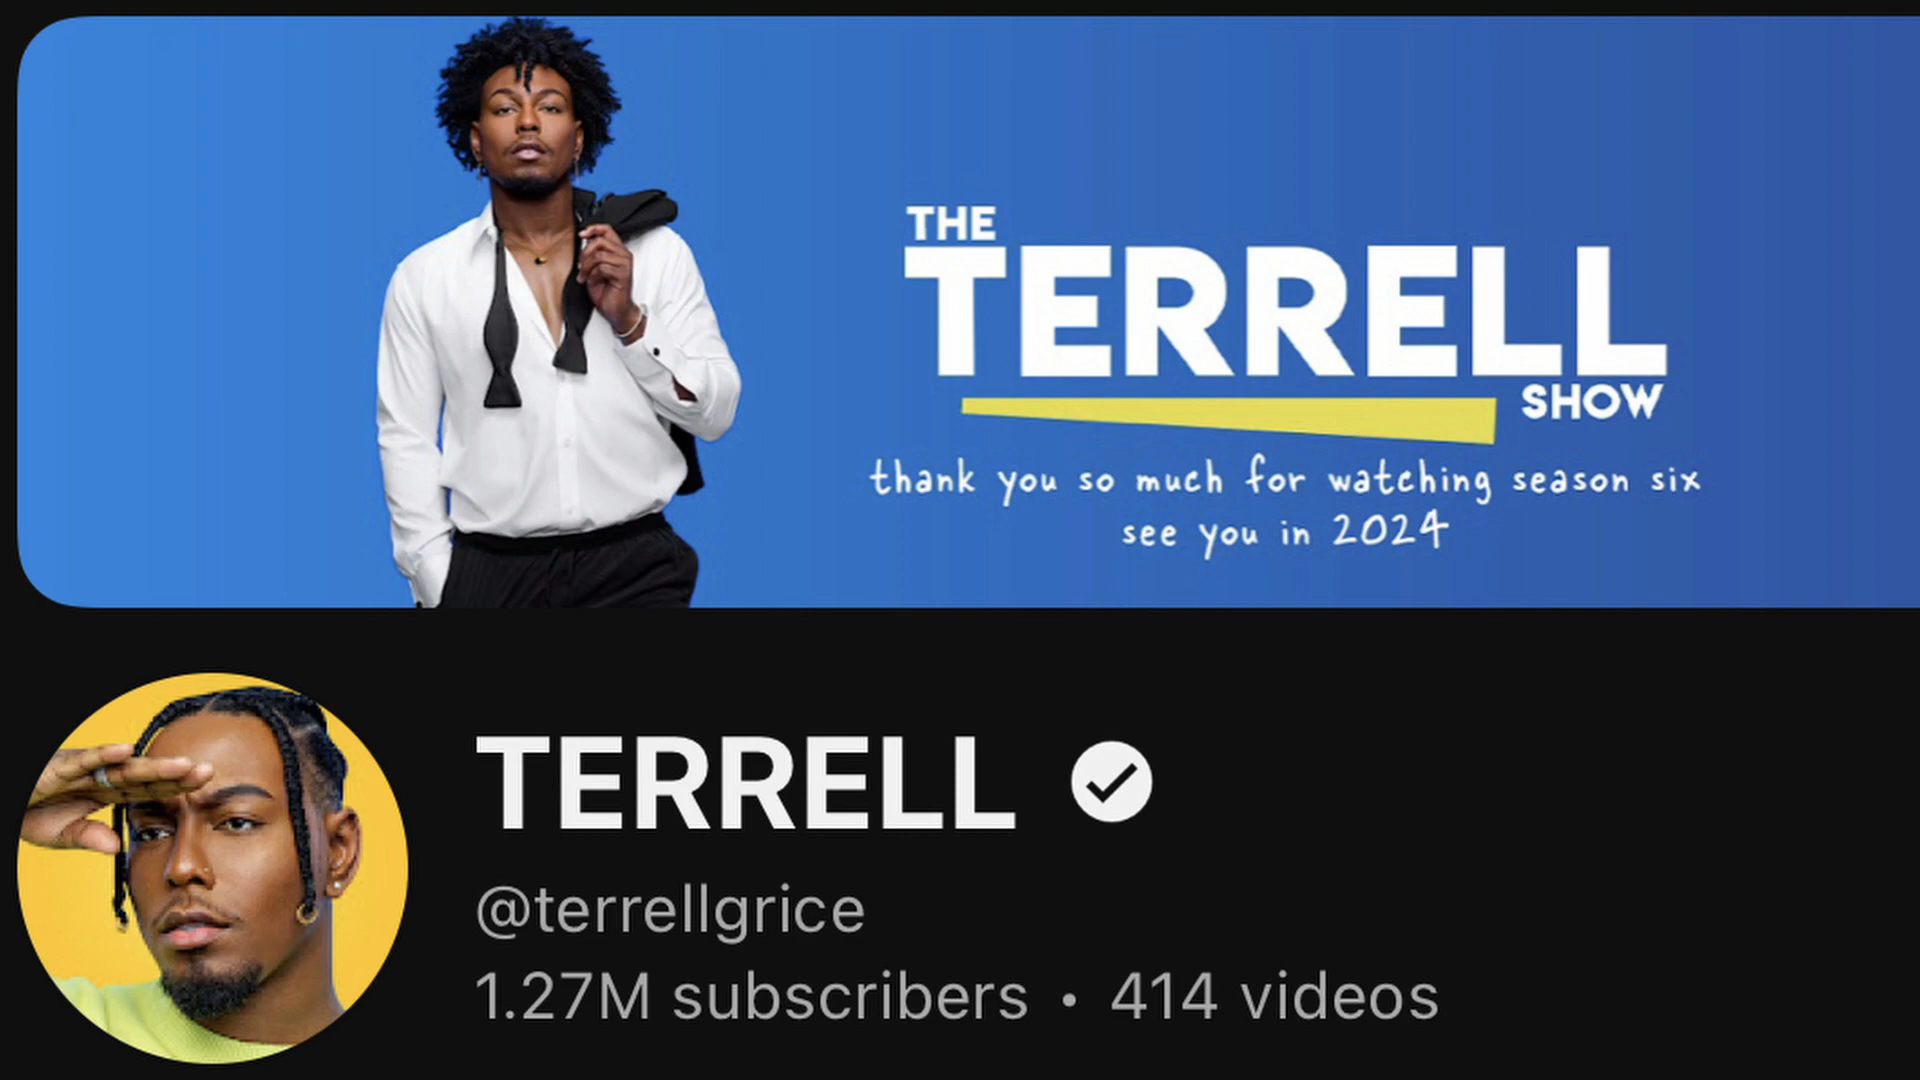 THE
TERRELL
SHOW
thank you so much for watching season six
see you in 2024
TERRELL
@terrellgrice
1.27M subscribers • 414 videos